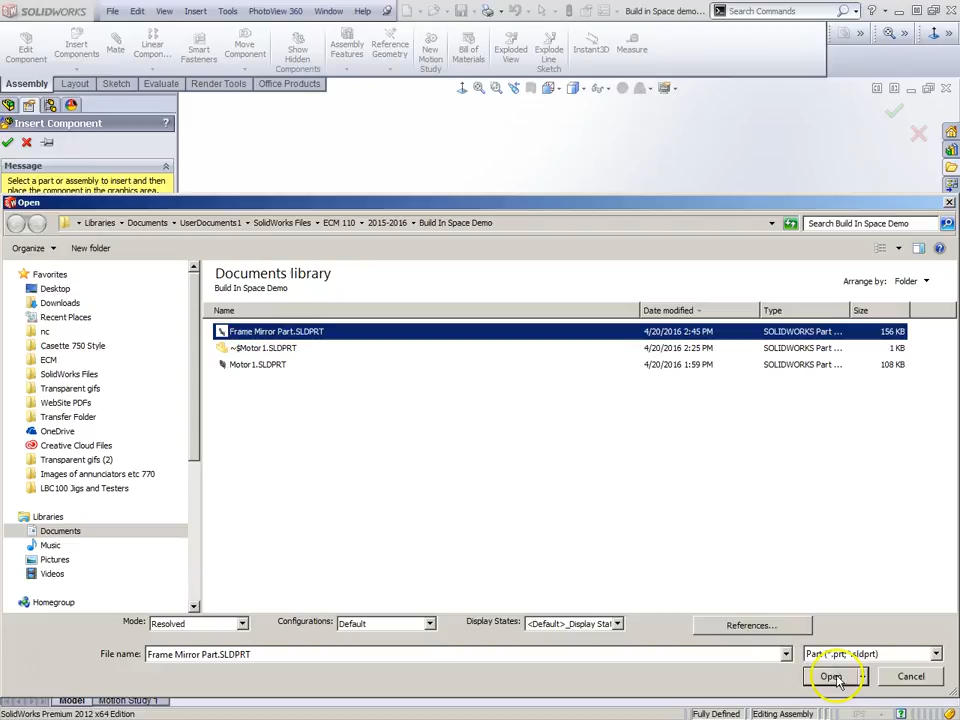 SOLIDWORKS File Edit View Insert Tools PhotoView 360 Window Help Build in Space demo... Search Commands
Edit Component
Insert Components
Mate
Linear Compon...
Smart Fasteners
Move Component
Show Hidden Components
Assembly Features
Reference Geometry
New Motion Study
Bill of Materials
Exploded View
Explode Line Sketch
Instant3D
Measure
Assembly Layout Sketch Evaluate Render Tools Office Products
Insert Component ?
Message
Select a part or assembly to insert and then
place the component in the graphics area.
Open
Libraries Documents UserDocuments1 SolidWorks Files ECM 110 2015-2016 Build In Space Demo Search Build In Space Demo
Organize New folder
Favorites
Desktop
Downloads
Recent Places
nc
Casette 750 Style
ECM
SolidWorks Files
Transparent gifs
WebSite PDFs
Transfer Folder
OneDrive
Creative Cloud Files
Transparent gifs (2)
Images of annunciators etc 770
LBC100 Jigs and Testers
Libraries
Documents
Music
Pictures
Videos
Homegroup
Documents library
Build In Space Demo
Arrange by: Folder
Name Date modified Type Size
Frame Mirror Part.SLDPRT 4/20/2016 2:45 PM SOLIDWORKS Part ... 156 KB
~$Motor1.SLDPRT 4/20/2016 2:25 PM SOLIDWORKS Part ... 1 KB
Motor1.SLDPRT 4/20/2016 1:59 PM SOLIDWORKS Part ... 108 KB
Mode: Resolved Configurations: Default Display States: <Default>_Display Stat References...
File name: Frame Mirror Part.SLDPRT Part (*.prt;*.sldprt)
Open Cancel
Model Motion Study 1
SolidWorks Premium 2012 x64 Edition Fully Defined Editing Assembly IPS